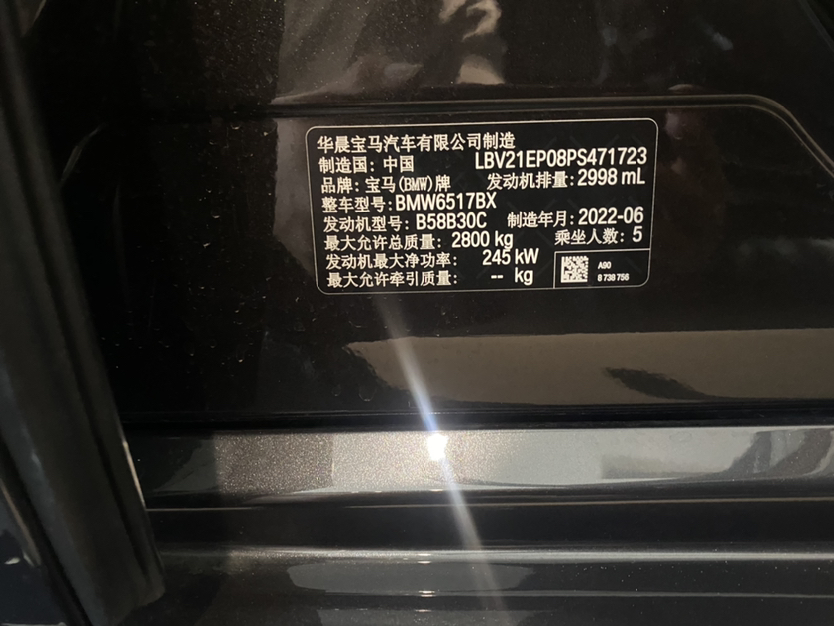 华晨宝马汽车有限公司制造
制造国: 中国 LBV21EP08PS471723
品牌: 宝马(BMW)牌 发动机排量: 2998 mL
整车型号: BMW6517BX
发动机型号: B58B30C 制造年月: 2022-06
最大允许总质量: 2800 kg 乘坐人数: 5
发动机最大净功率: 245 kW
最大允许牵引质量: -- kg
A90
8 738 756